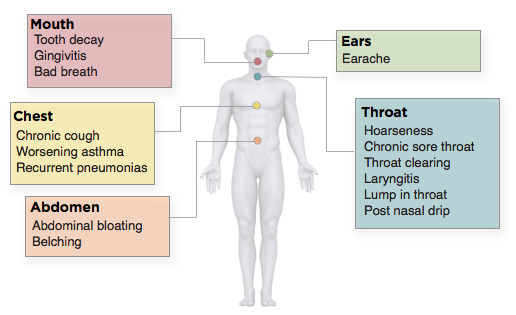 Mouth
Tooth decay
Gingivitis
Bad breath
Ears
Earache
Chest
Chronic cough
Worsening asthma
Recurrent pneumonias
Throat
Hoarseness
Chronic sore throat
Throat clearing
Laryngitis
Lump in throat
Post nasal drip
Abdomen
Abdominal bloating
Belching